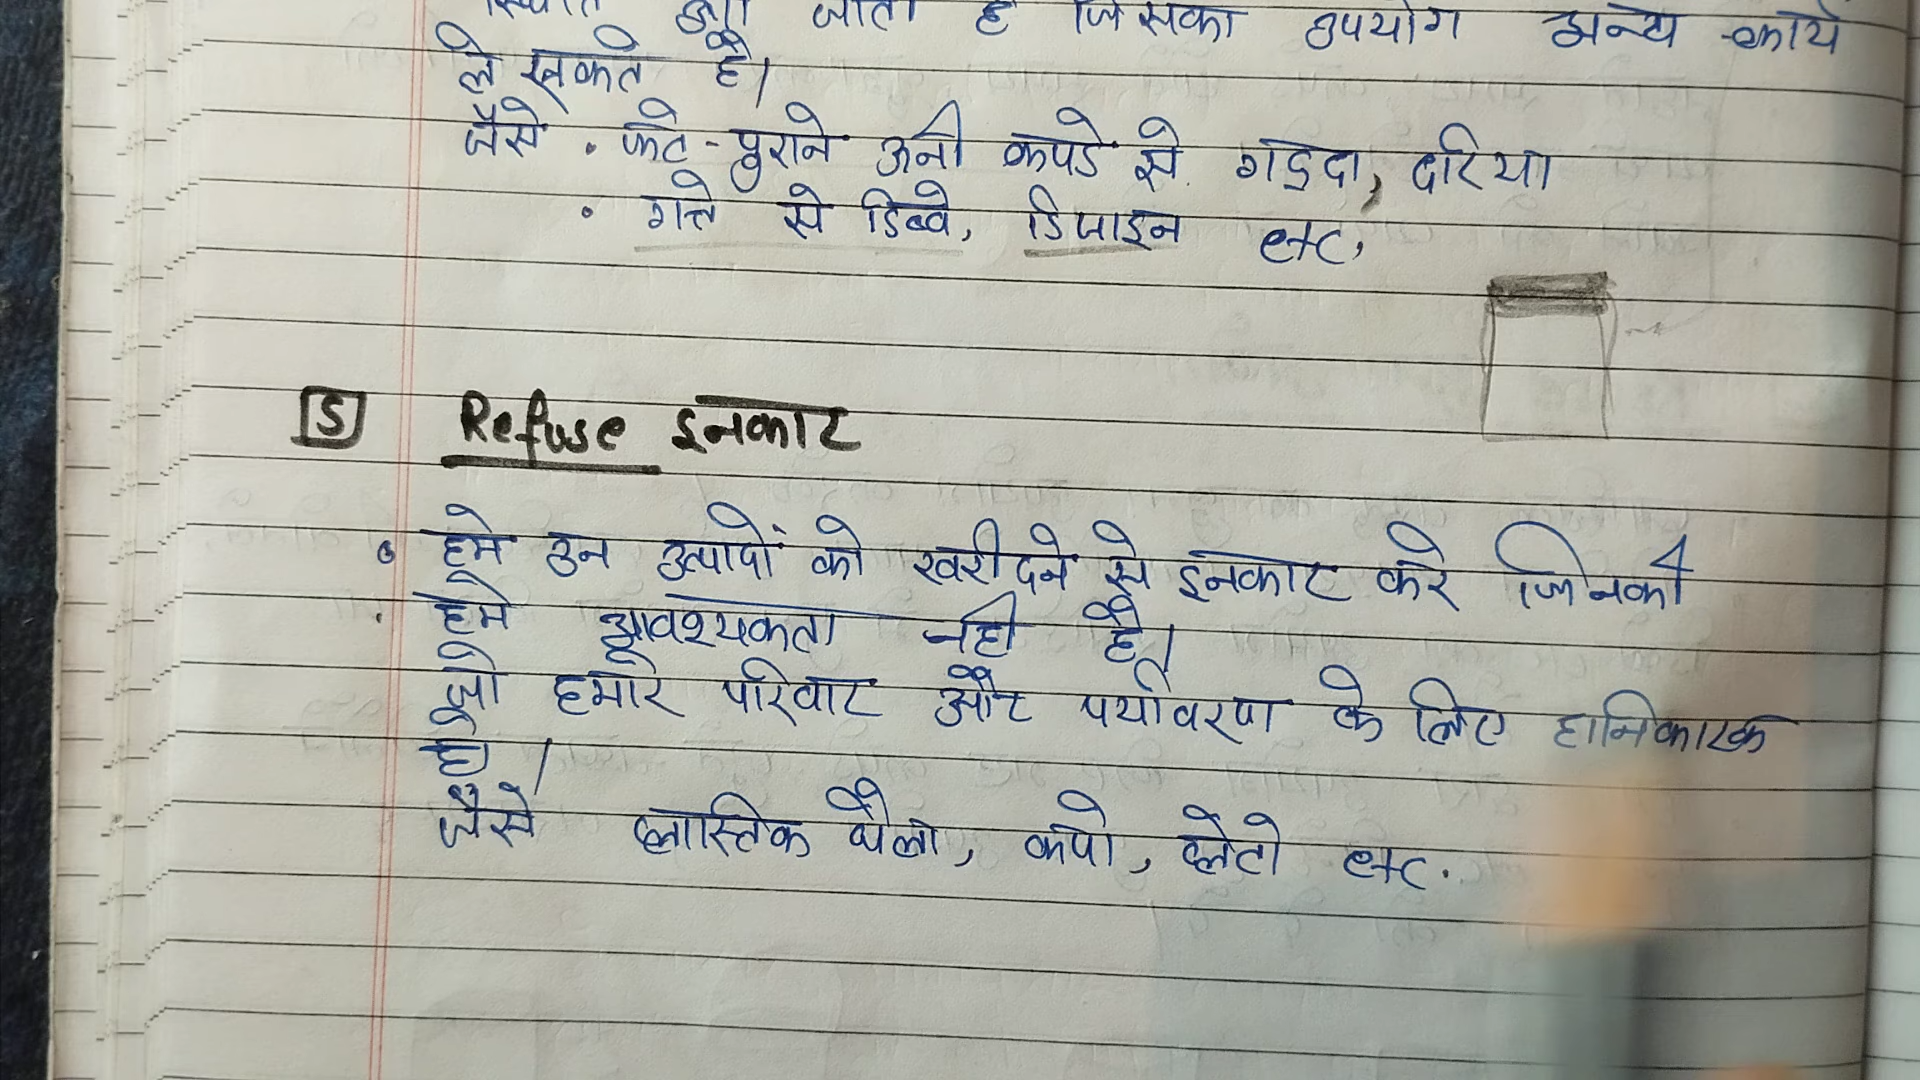 जाता है जिसका उपयोग अन्य कार्य
ले सकते है।
जैसे • फटे-पुराने ऊनी कपडे से गद्दा, दरिया
• गत्ते से डिब्बे, डिजाइन etc,
5 Refuse इनकार
• हमे उन उत्पादों को खरीदने से इनकार करे जिनकी
• हमे आवश्यकता नही है।
जो हमारे परिवार और पर्यावरण के लिए हानिकारक
हो ।
जैसे प्लास्तिक थैलो, कपो, प्लेटो etc.